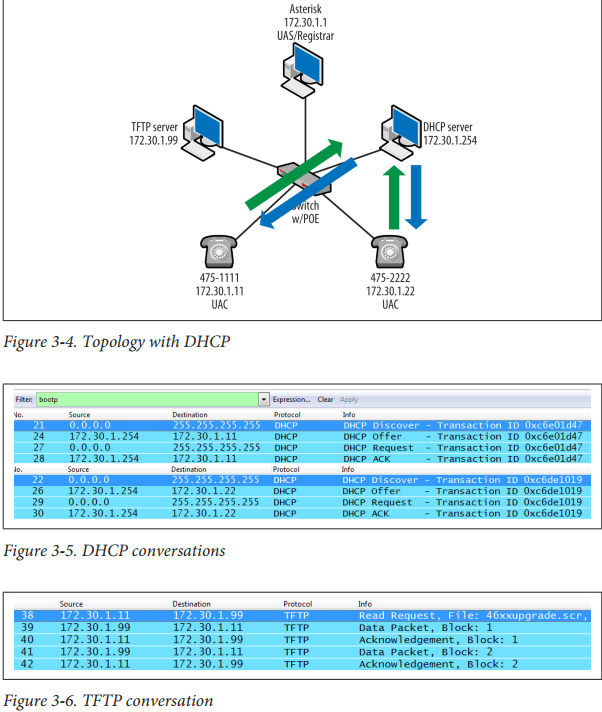 Asterisk
172.30.1.1
UAS/Registrar
TFTP server
172.30.1.99
DHCP server
172.30.1.254
Switch
w/POE
475-1111
172.30.1.11
UAC
475-2222
172.30.1.22
UAC
Figure 3-4. Topology with DHCP
Filter: bootp Expression... Clear Apply
No. Source Destination Protocol Info
21 0.0.0.0 255.255.255.255 DHCP DHCP Discover - Transaction ID 0xc6e01d47
24 172.30.1.254 172.30.1.11 DHCP DHCP Offer - Transaction ID 0xc6e01d47
27 0.0.0.0 255.255.255.255 DHCP DHCP Request - Transaction ID 0xc6e01d47
28 172.30.1.254 172.30.1.11 DHCP DHCP ACK - Transaction ID 0xc6e01d47
No. Source Destination Protocol Info
22 0.0.0.0 255.255.255.255 DHCP DHCP Discover - Transaction ID 0xc6de1019
26 172.30.1.254 172.30.1.22 DHCP DHCP Offer - Transaction ID 0xc6de1019
29 0.0.0.0 255.255.255.255 DHCP DHCP Request - Transaction ID 0xc6de1019
30 172.30.1.254 172.30.1.22 DHCP DHCP ACK - Transaction ID 0xc6de1019
Figure 3-5. DHCP conversations
Source Destination Protocol Info
38 172.30.1.11 172.30.1.99 TFTP Read Request, File: 46xxupgrade.scr,
39 172.30.1.99 172.30.1.11 TFTP Data Packet, Block: 1
40 172.30.1.11 172.30.1.99 TFTP Acknowledgement, Block: 1
41 172.30.1.99 172.30.1.11 TFTP Data Packet, Block: 2
42 172.30.1.11 172.30.1.99 TFTP Acknowledgement, Block: 2
Figure 3-6. TFTP conversation